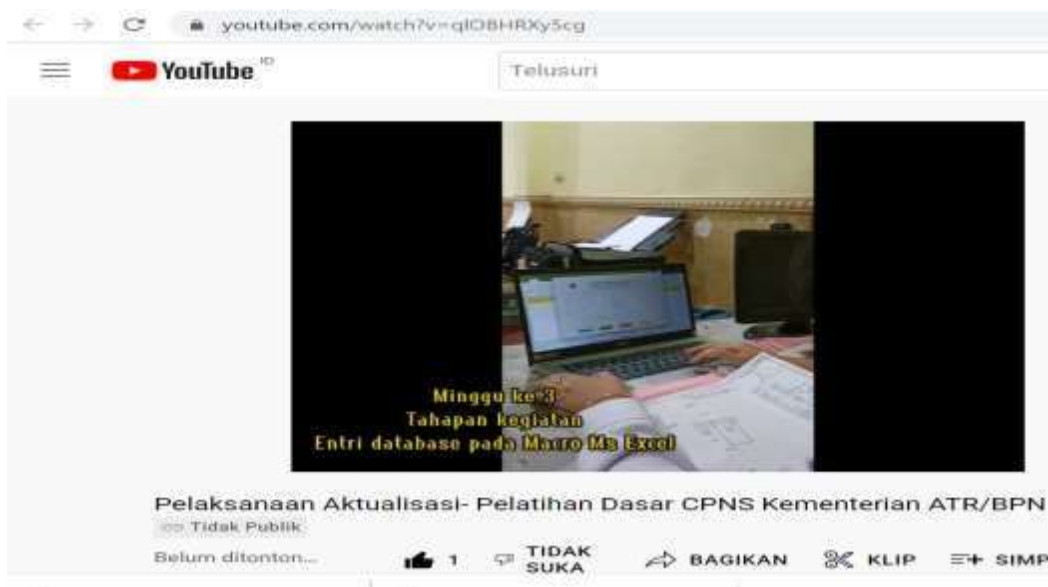 youtube.com/watch?v=qlOBHRXy5cg
YouTube ID
Telusuri
Minggu ke-3
Tahapan kegiatan
Entri database pada Macro Ms Excel
Pelaksanaan Aktualisasi- Pelatihan Dasar CPNS Kementerian ATR/BPN
Tidak Publik
Belum ditonton...
1
TIDAK
SUKA
BAGIKAN
KLIP
SIMP